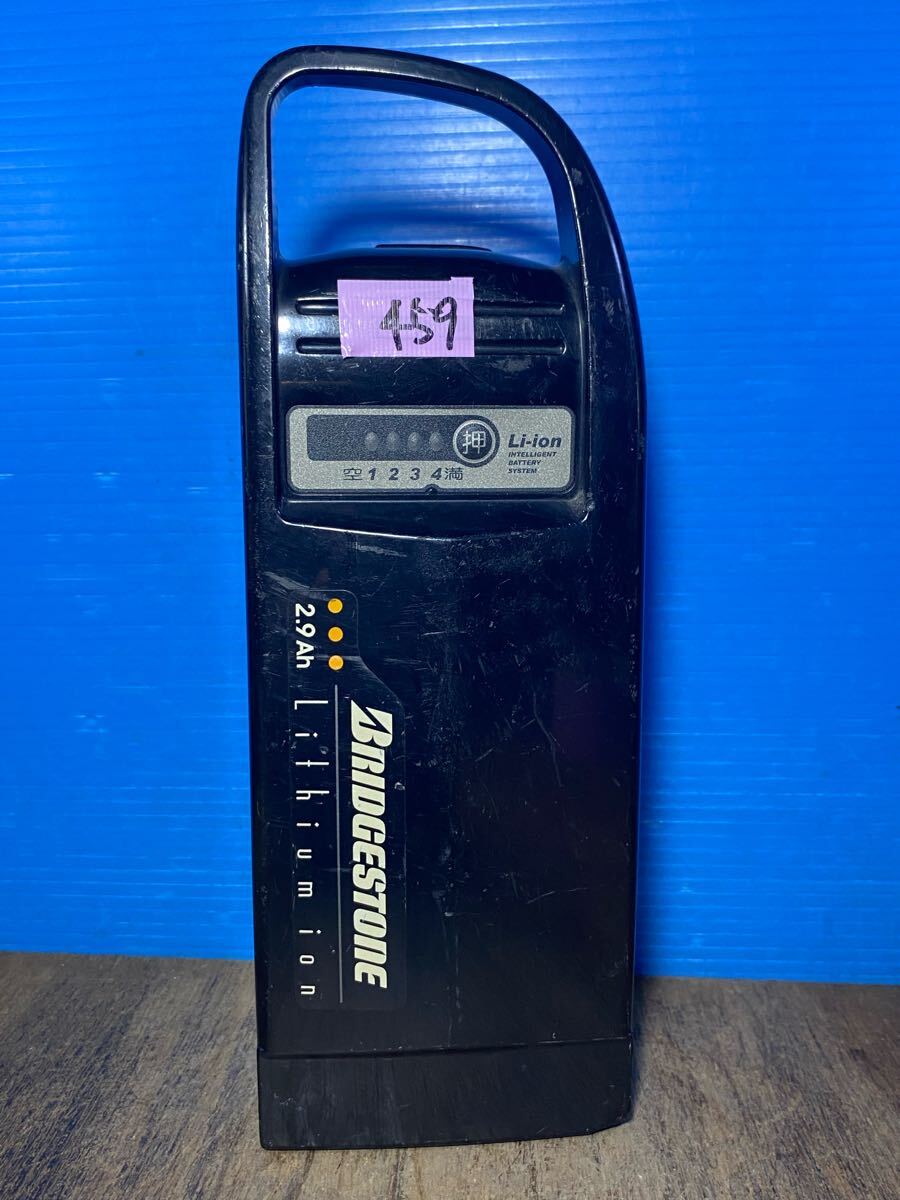 459
押
Li-ion
INTELLIGENT
BATTERY
SYSTEM
空 1 2 3 4 満
2.9Ah Lithium ion
BRIDGESTONE